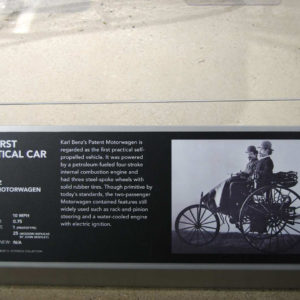 RST
TICAL CAR
MOTORWAGEN
10 MPH
0.75
25
N/A
Karl Benz's Patent Motorwagen is
regarded as the first practical self-
propelled vehicle. It was powered
by a petroleum fueled four-stroke
internal combustion engine and
had three steel-spoke wheels with
solid rubber tires. Though primitive by
today's standards, the two-passenger
Motorwagen contained features still
widely used such as rack-and-pinion
steering and a water-cooled engine
with electric ignition.